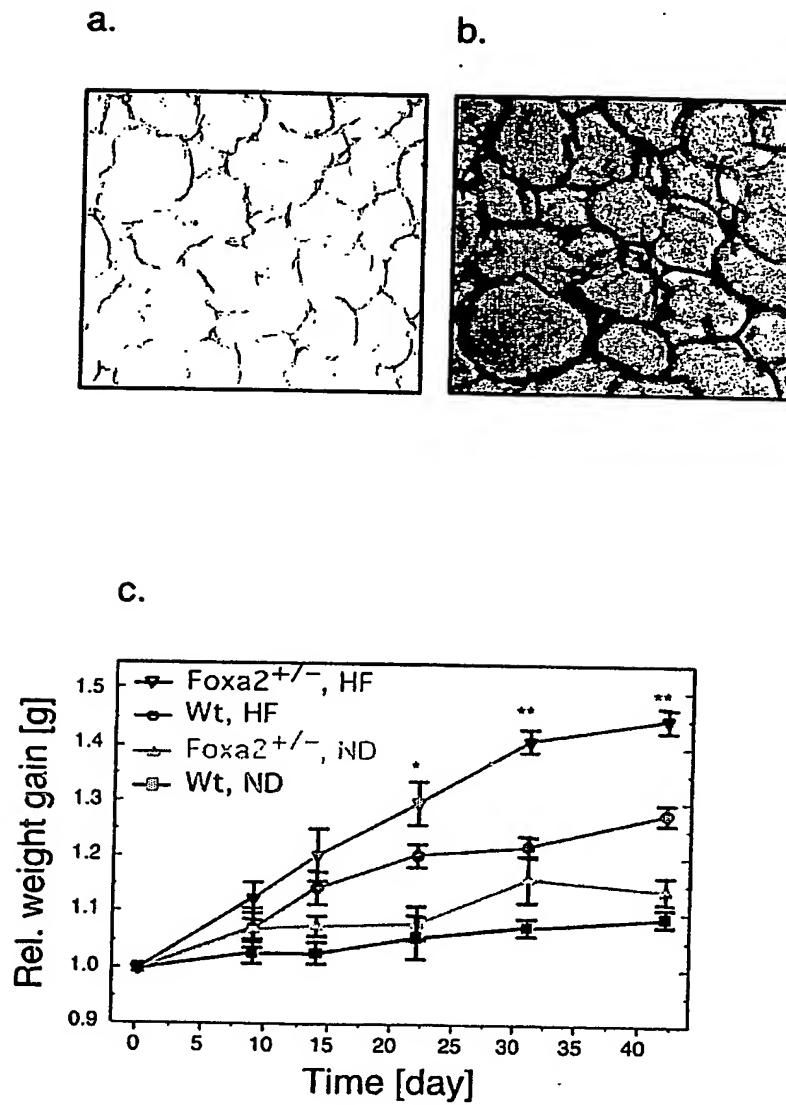 a.
b.
c.
Foxa2+/-, HF
Wt, HF
Foxa2+/-, ND
Wt, ND
*
**
**
Rel. weight gain [g]
1.5
1.4
1.3
1.2
1.1
1.0
0.9
0 5 10 15 20 25 30 35 40
Time [day]